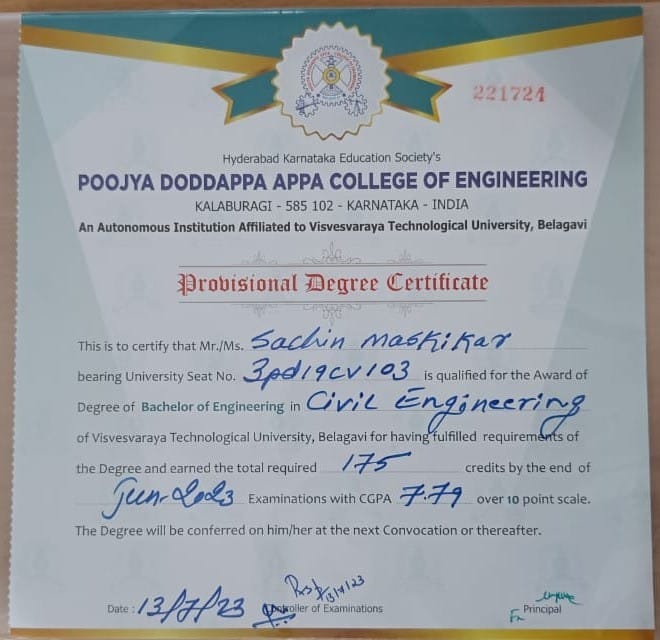 221724
Hyderabad Karnataka Education Society's
POOJYA DODDAPPA APPA COLLEGE OF ENGINEERING
KALABURAGI - 585 102 - KARNATAKA - INDIA
An Autonomous Institution Affiliated to Visvesvaraya Technological University, Belagavi
Provisional Degree Certificate
This is to certify that Mr./Ms. Sachin Maskikar
bearing University Seat No. 3pd19cv103 is qualified for the Award of
Degree of Bachelor of Engineering in Civil Engineering
of Visvesvaraya Technological University, Belagavi for having fulfilled requirements of
the Degree and earned the total required 175 credits by the end of
Jun-2023 Examinations with CGPA 7.79 over 10 point scale.
The Degree will be conferred on him/her at the next Convocation or thereafter.
Date : 13/7/23 Controller of Examinations Principal